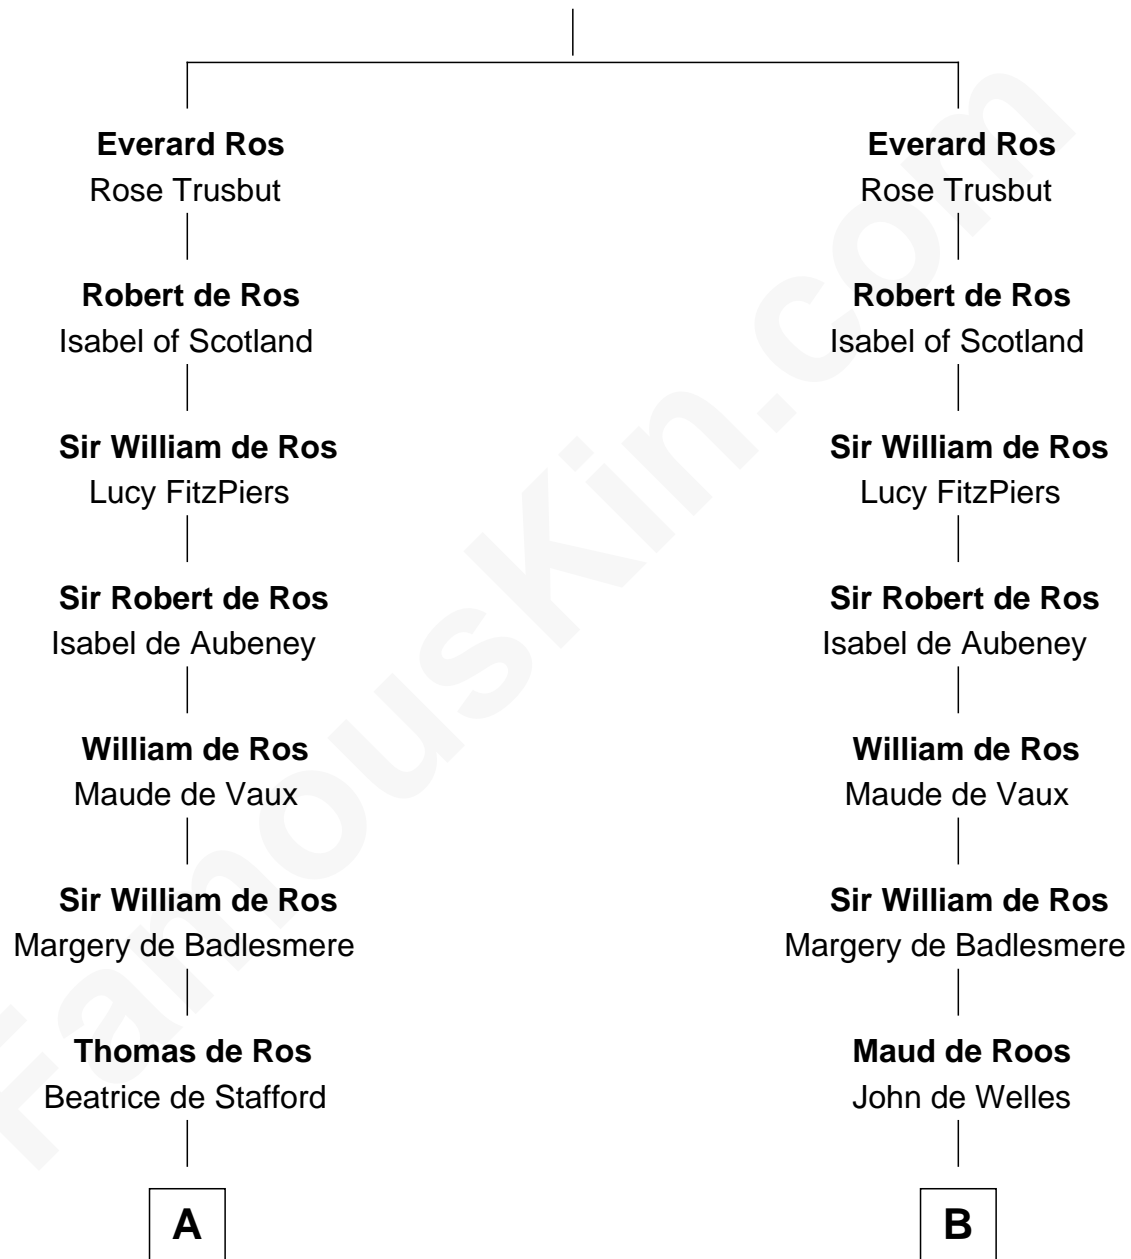 Everard Ros
Rose Trusbut
Everard Ros
Rose Trusbut
Robert de Ros
Isabel of Scotland
Robert de Ros
Isabel of Scotland
Sir William de Ros
Lucy FitzPiers
Sir William de Ros
Lucy FitzPiers
Sir Robert de Ros
Isabel de Aubeney
Sir Robert de Ros
Isabel de Aubeney
William de Ros
Maude de Vaux
William de Ros
Maude de Vaux
Sir William de Ros
Margery de Badlesmere
Sir William de Ros
Margery de Badlesmere
Thomas de Ros
Beatrice de Stafford
Maud de Roos
John de Welles
A
B
FamousKin.com